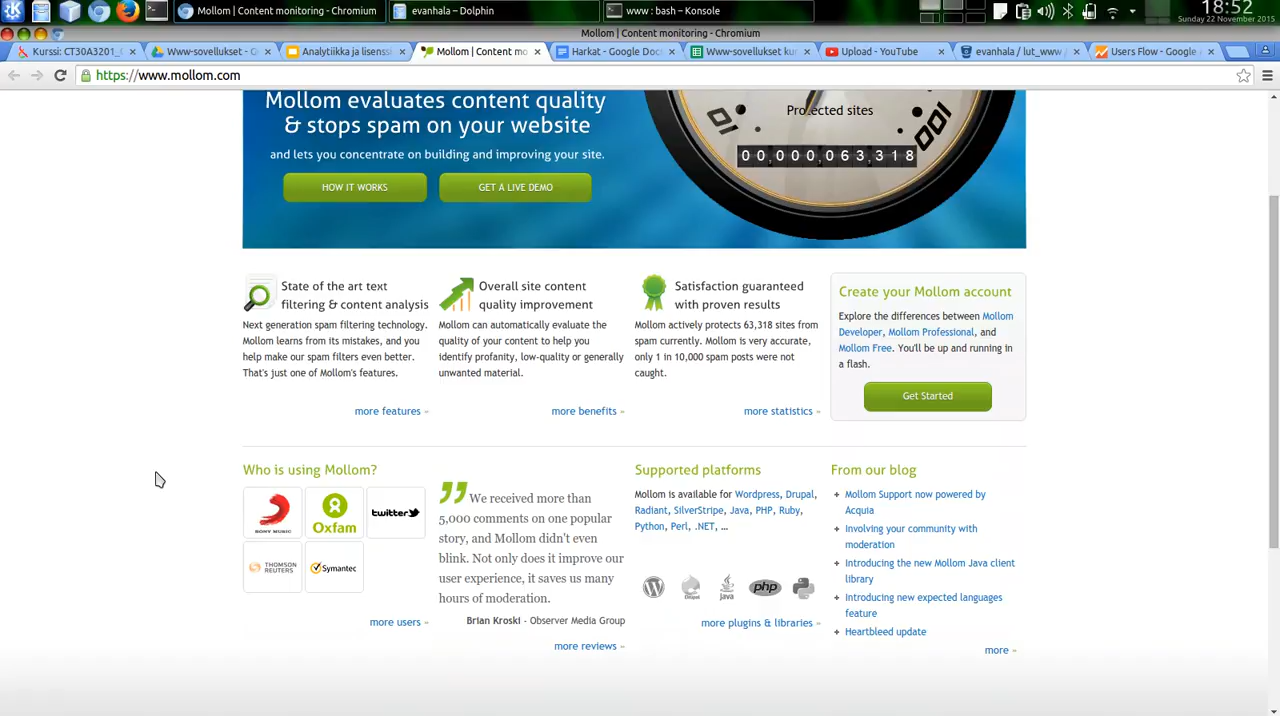 Mollom | Content monitoring - Chromium
evanhala – Dolphin
www : bash – Konsole
18:52
Sunday 22 November 2015
Mollom | Content monitoring - Chromium
Kurssi: CT30A3201_C
Www-sovellukset - G
Analytiikka ja lisenssi
Mollom | Content mo
Harkat - Google Doc
Www-sovellukset kur
Upload - YouTube
evanhala / lut_www /
Users Flow - Google A
https://www.mollom.com
Mollom evaluates content quality
& stops spam on your website
and lets you concentrate on building and improving your site.
HOW IT WORKS
GET A LIVE DEMO
Protected sites
10
100
00,000,063,318
State of the art text
filtering & content analysis
Next generation spam filtering technology.
Mollom learns from its mistakes, and you
help make our spam filters even better.
That's just one of Mollom's features.
more features »
Overall site content
quality improvement
Mollom can automatically evaluate the
quality of your content to help you
identify profanity, low-quality or generally
unwanted material.
more benefits »
Satisfaction guaranteed
with proven results
Mollom actively protects 63,318 sites from
spam currently. Mollom is very accurate,
only 1 in 10,000 spam posts were not
caught.
more statistics »
Create your Mollom account
Explore the differences between Mollom
Developer, Mollom Professional, and
Mollom Free. You'll be up and running in
a flash.
Get Started
Who is using Mollom?
SONY MUSIC
Oxfam
twitter
THOMSON
REUTERS
Symantec
more users »
We received more than
5,000 comments on one popular
story, and Mollom didn't even
blink. Not only does it improve our
user experience, it saves us many
hours of moderation.
Brian Kroski - Observer Media Group
more reviews »
Supported platforms
Mollom is available for Wordpress, Drupal,
Radiant, SilverStripe, Java, PHP, Ruby,
Python, Perl, .NET, ...
Drupal
Java
php
more plugins & libraries »
From our blog
Mollom Support now powered by
Acquia
Involving your community with
moderation
Introducing the new Mollom Java client
library
Introducing new expected languages
feature
Heartbleed update
more »